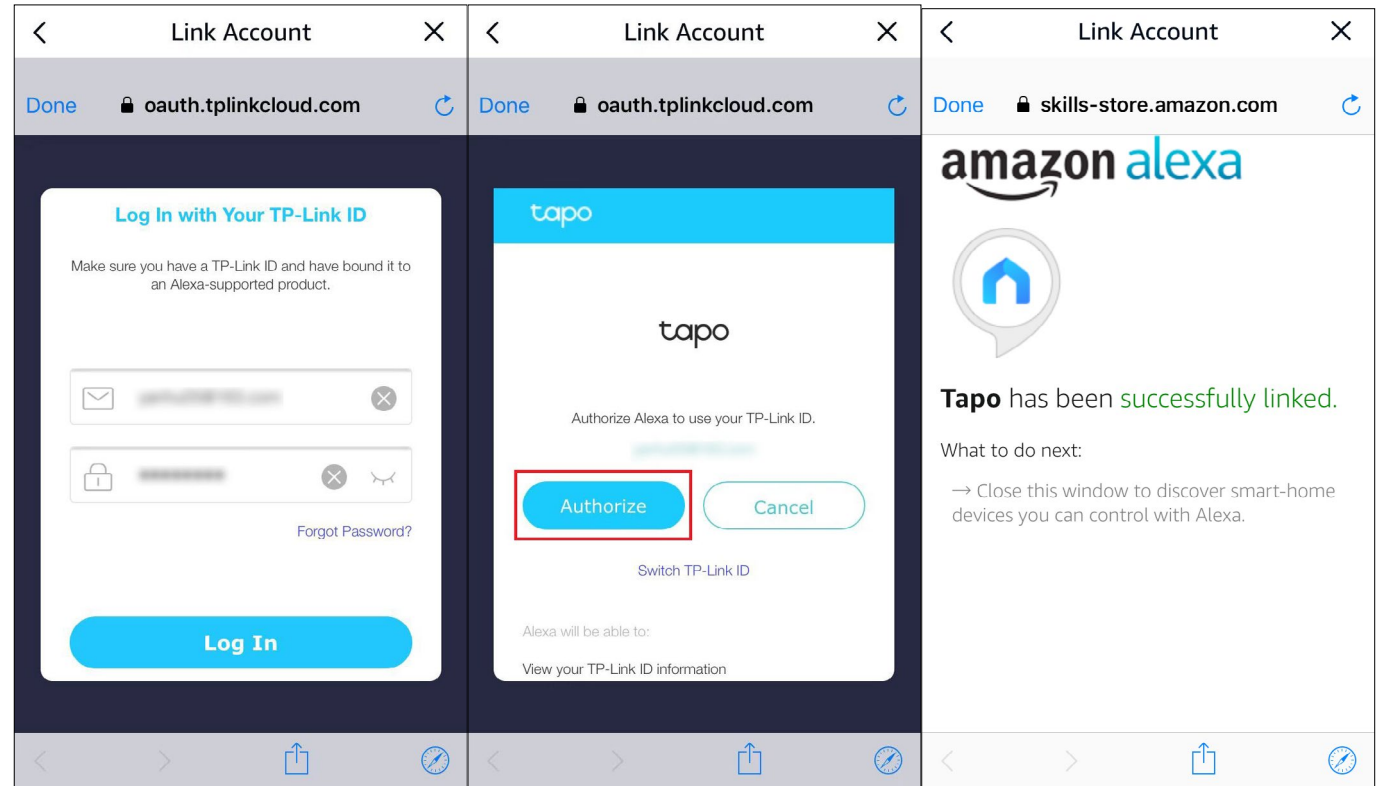 Link Account
Done oauth.tplinkcloud.com
Log In with Your TP-Link ID
Make sure you have a TP-Link ID and have bound it to
an Alexa-supported product.
Forgot Password?
Log In
Link Account
Done oauth.tplinkcloud.com
tapo
tapo
Authorize Alexa to use your TP-Link ID.
Authorize Cancel
Switch TP-Link ID
Alexa will be able to:
View your TP-Link ID information
Link Account
Done skills-store.amazon.com
amazon alexa
Tapo has been successfully linked.
What to do next:
→ Close this window to discover smart-home
devices you can control with Alexa.